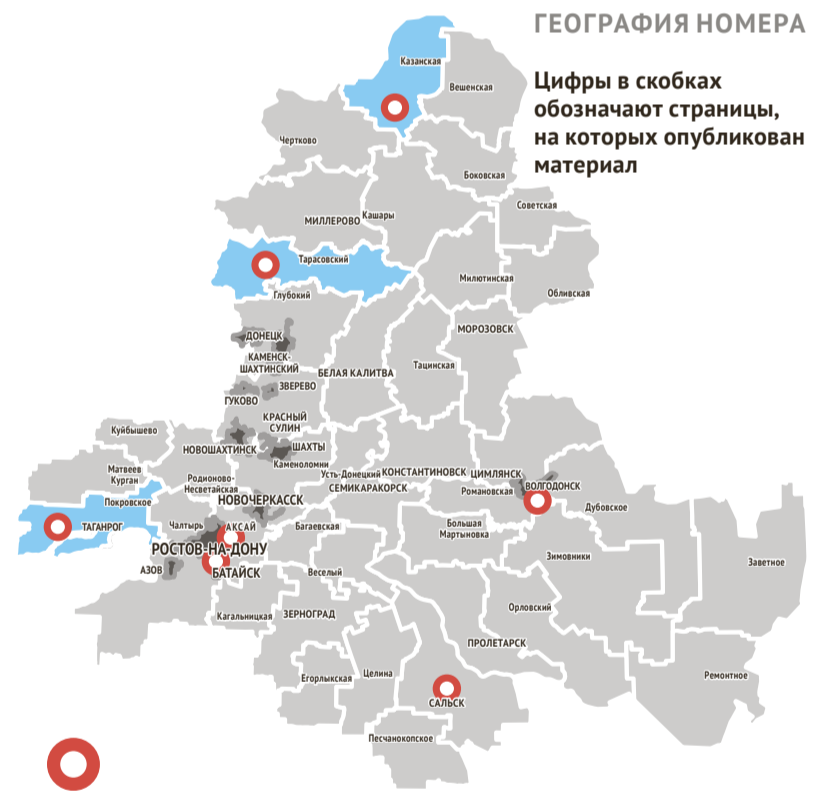 ГЕОГРАФИЯ НОМЕРА
Цифры в скобках
обозначают страницы,
на которых опубликован
материал
Казанская
Вешенская
Чертково
Боковская
Советская
МИЛЛЕРОВО
Кашары
Тарасовский
Милютинская
Обливская
Глубокий
ДОНЕЦК
МОРОЗОВСК
КАМЕНСК-
ШАХТИНСКИЙ
БЕЛАЯ КАЛИТВА
Тацинская
ЗВЕРЕВО
ГУКОВО
КРАСНЫЙ
СУЛИН
Куйбышево
НОВОШАХТИНСК
ШАХТЫ
Каменоломни
Матвеев
Курган
Родионово-
Несветайская
Усть-Донецкий
КОНСТАНТИНОВСК
ЦИМЛЯНСК
СЕМИКАРАКОРСК
Романовская
ВОЛГОДОНСК
Покровское
НОВОЧЕРКАССК
Дубовское
ТАГАНРОГ
Чалтырь
АКСАЙ
Багаевская
Большая
Мартыновка
РОСТОВ-НА-ДОНУ
Зимовники
Заветное
АЗОВ
БАТАЙСК
Веселый
Кагальницкая
ЗЕРНОГРАД
Орловский
ПРОЛЕТАРСК
Егорлыкская
Целина
Ремонтное
САЛЬСК
Песчанокопское